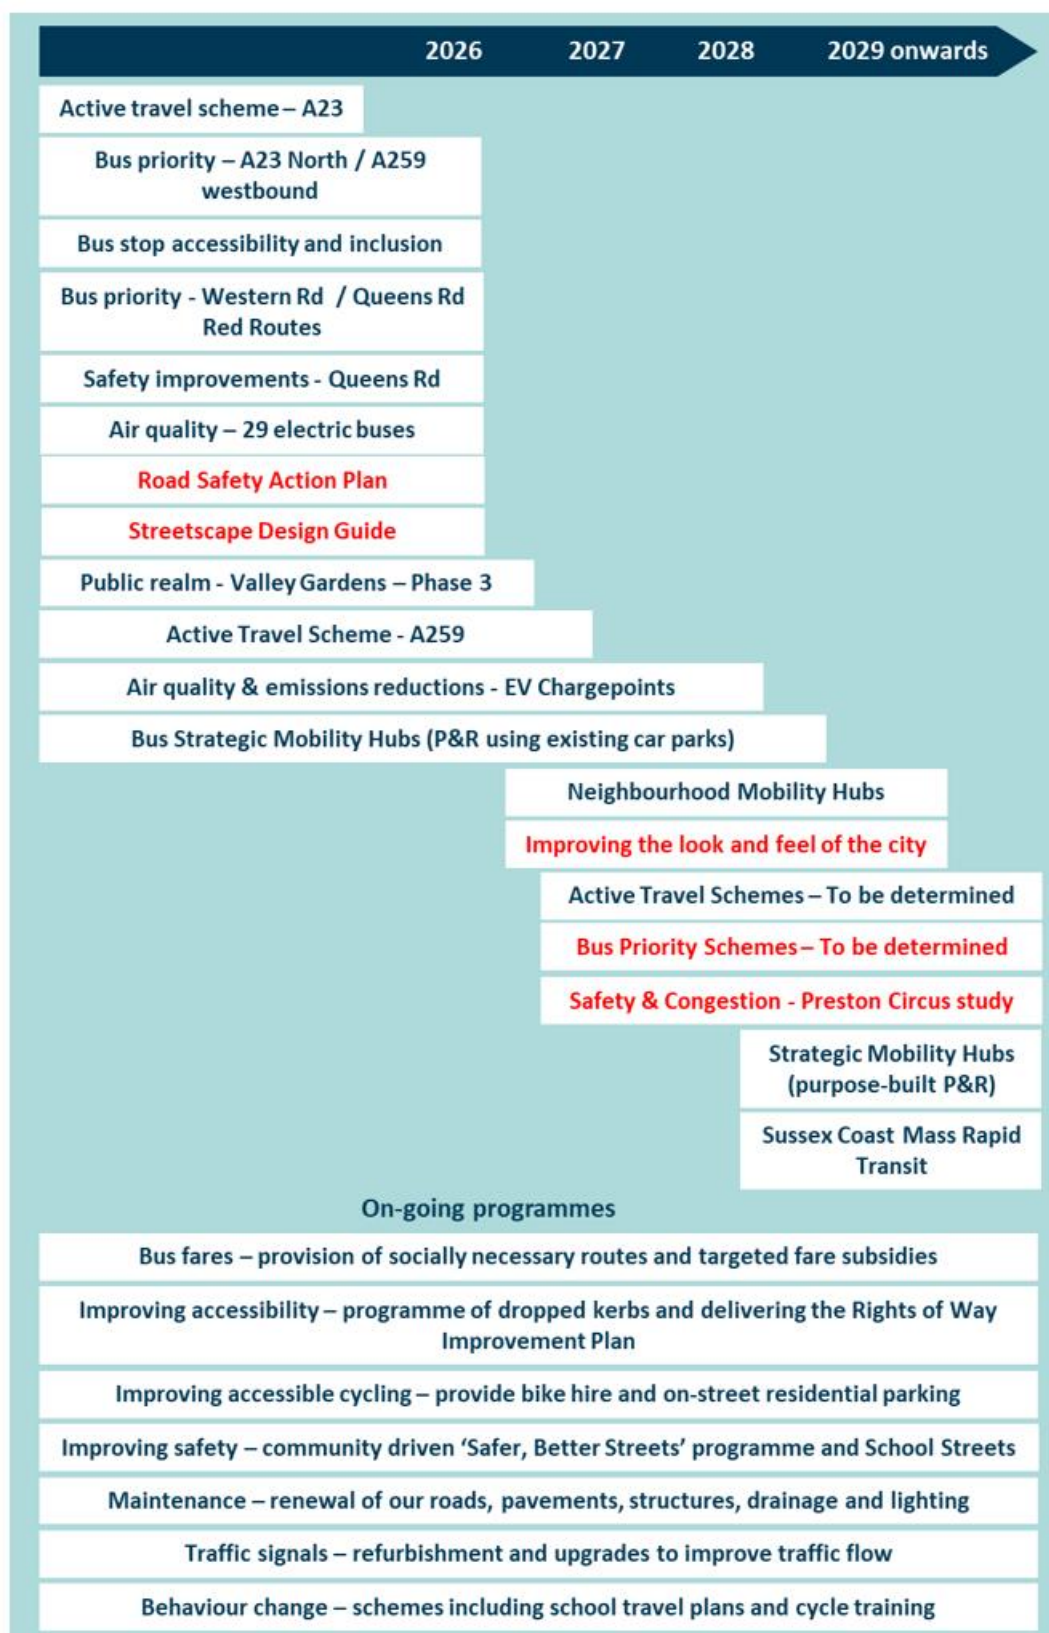 2026 2027 2028 2029 onwards
Active travel scheme – A23
Bus priority – A23 North / A259
westbound
Bus stop accessibility and inclusion
Bus priority - Western Rd / Queens Rd
Red Routes
Safety improvements - Queens Rd
Air quality – 29 electric buses
Road Safety Action Plan
Streetscape Design Guide
Public realm - Valley Gardens – Phase 3
Active Travel Scheme - A259
Air quality & emissions reductions - EV Chargepoints
Bus Strategic Mobility Hubs (P&R using existing car parks)
Neighbourhood Mobility Hubs
Improving the look and feel of the city
Active Travel Schemes – To be determined
Bus Priority Schemes – To be determined
Safety & Congestion - Preston Circus study
Strategic Mobility Hubs
(purpose-built P&R)
Sussex Coast Mass Rapid
Transit
On-going programmes
Bus fares – provision of socially necessary routes and targeted fare subsidies
Improving accessibility – programme of dropped kerbs and delivering the Rights of Way
Improvement Plan
Improving accessible cycling – provide bike hire and on-street residential parking
Improving safety – community driven ‘Safer, Better Streets’ programme and School Streets
Maintenance – renewal of our roads, pavements, structures, drainage and lighting
Traffic signals – refurbishment and upgrades to improve traffic flow
Behaviour change – schemes including school travel plans and cycle training